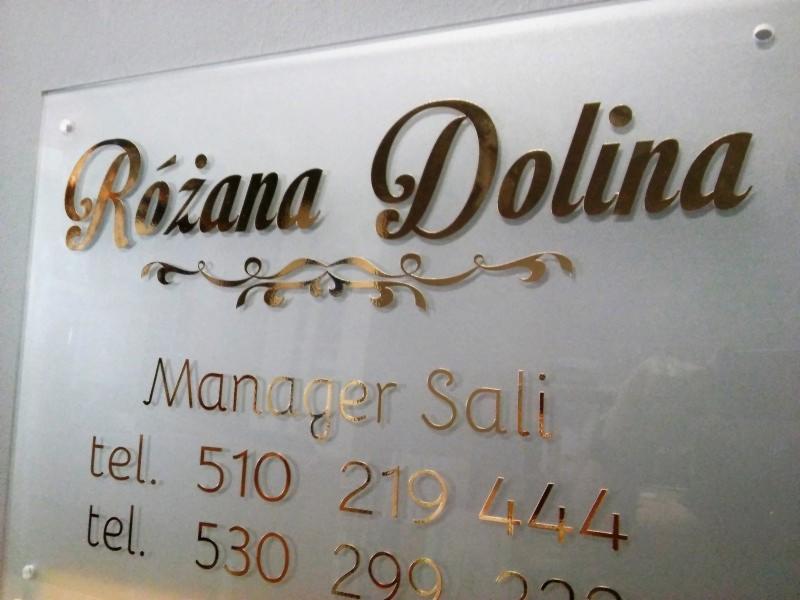 Różana Dolina
Manager Sali
tel. 510 219 444
tel. 530 299